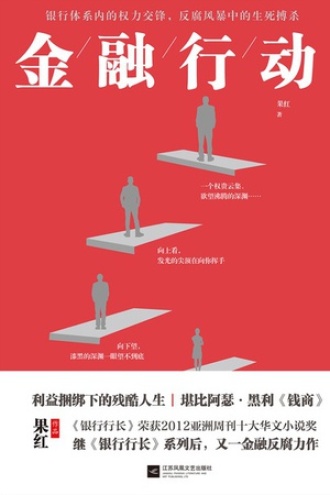 银行体系内的权力交锋，反腐风暴中的生死搏杀
金/融/行/动
果红
著
一个权贵云集、
欲望沸腾的深渊……
向上看，
发光的尖顶在向你挥手
向下望，
漆黑的深渊一眼望不到底
利益捆绑下的残酷人生｜堪比阿瑟·黑利《钱商》
果红
作品
《银行行长》荣获2012亚洲周刊十大华文小说奖
继《银行行长》系列后，又一金融反腐力作
江苏凤凰文艺出版社